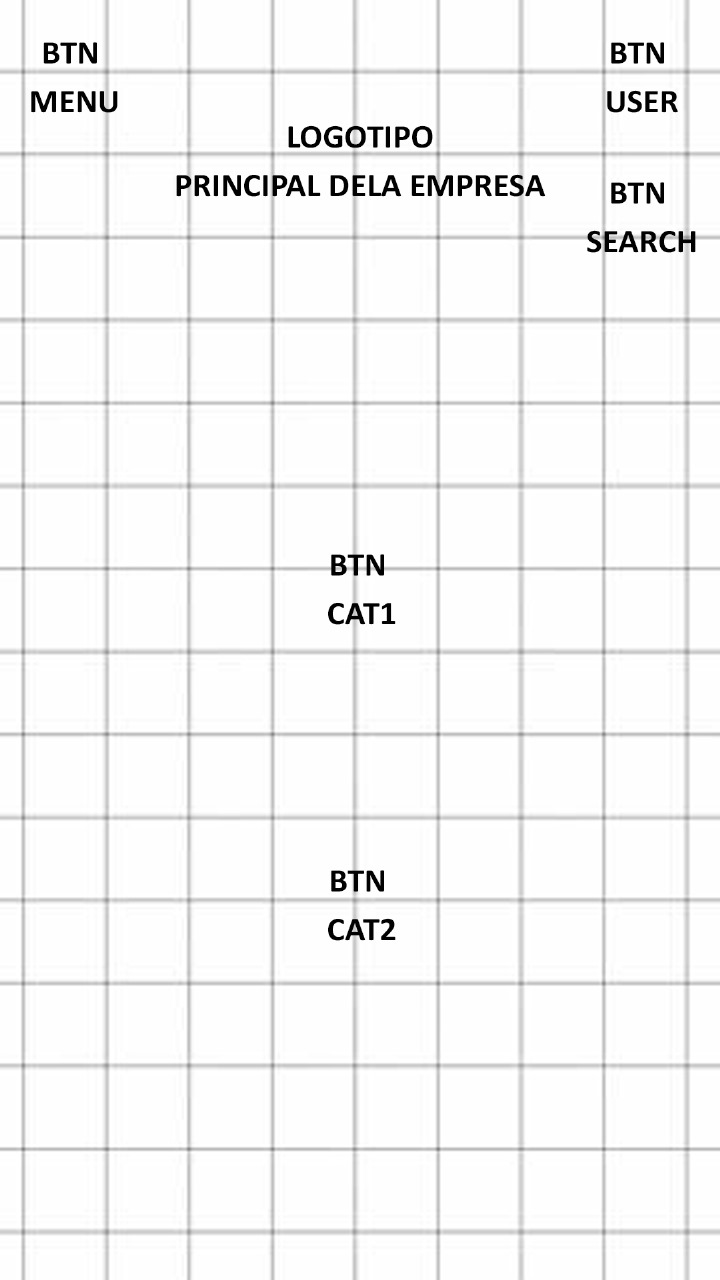 BTN
MENU
BTN
USER
LOGOTIPO
PRINCIPAL DELA EMPRESA
BTN
SEARCH
BTN
CAT1
BTN
CAT2